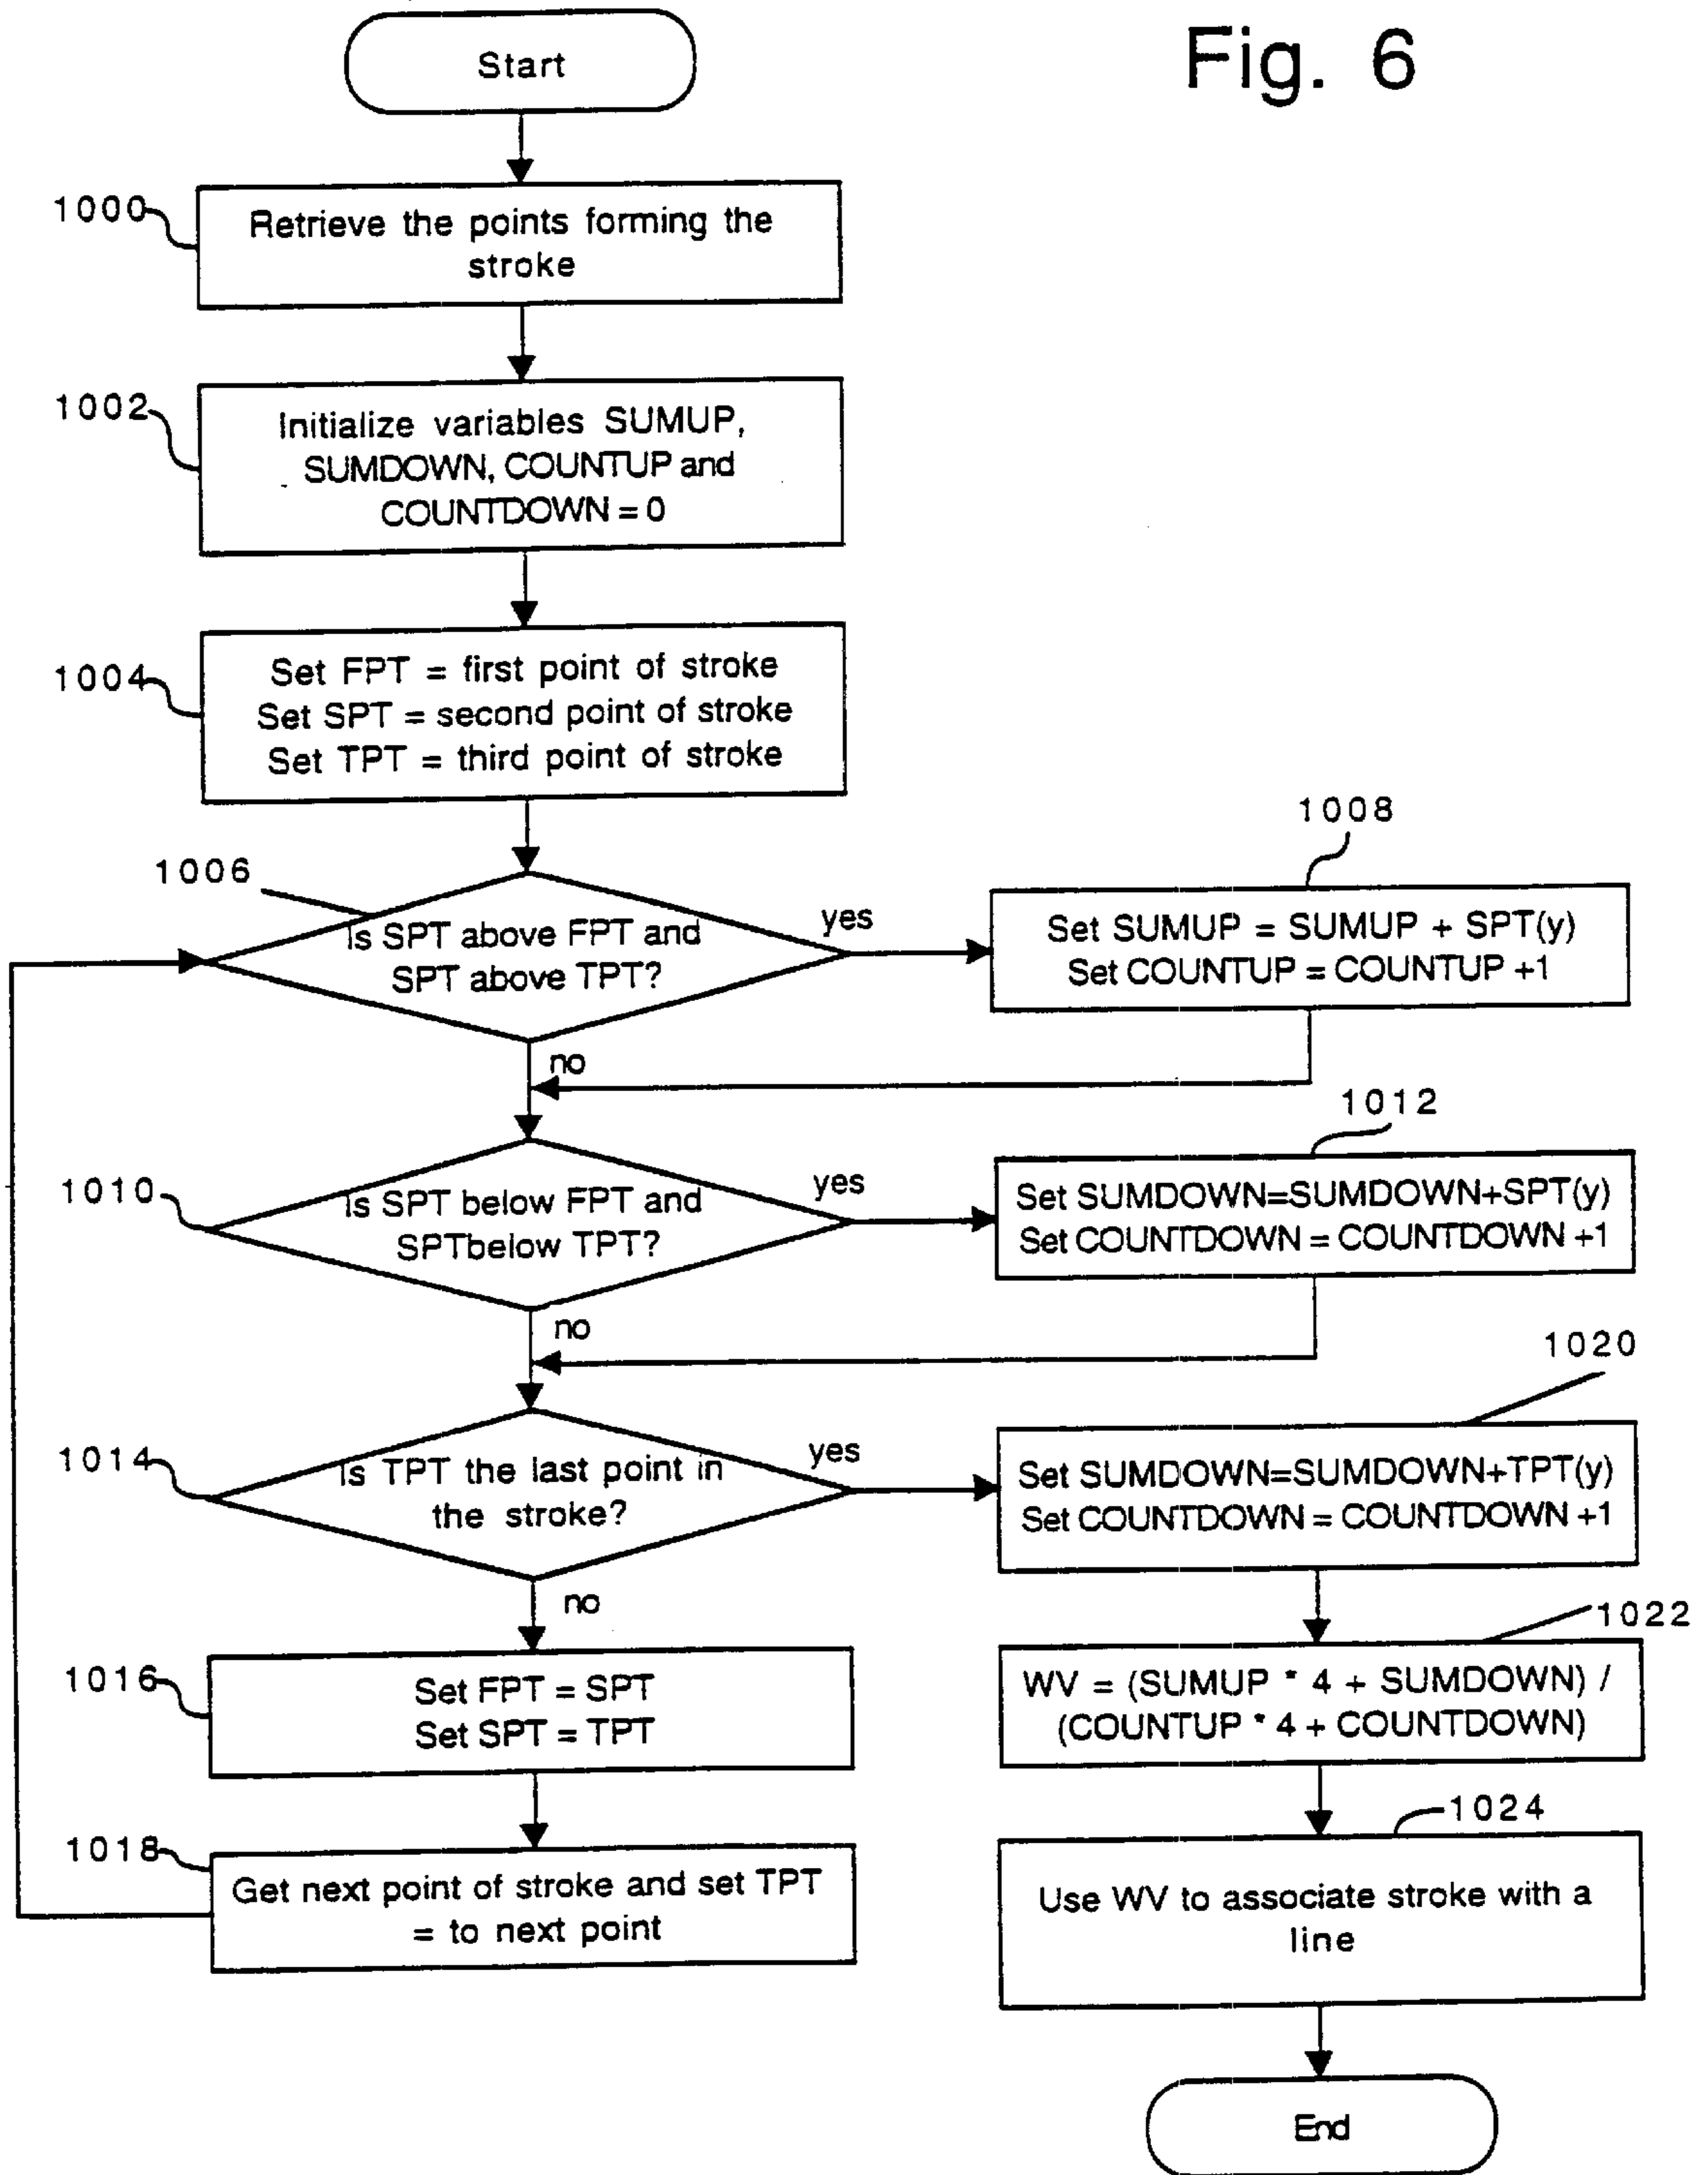 Fig. 6
Start
1000
Retrieve the points forming the
stroke
1002
Initialize variables SUMUP,
SUMDOWN, COUNTUP and
COUNTDOWN = 0
1004
Set FPT = first point of stroke
Set SPT = second point of stroke
Set TPT = third point of stroke
1006
Is SPT above FPT and
SPT above TPT?
yes
1008
Set SUMUP = SUMUP + SPT(y)
Set COUNTUP = COUNTUP +1
no
1010
Is SPT below FPT and
SPTbelow TPT?
yes
1012
Set SUMDOWN=SUMDOWN+SPT(y)
Set COUNTDOWN = COUNTDOWN +1
no
1014
Is TPT the last point in
the stroke?
yes
1020
Set SUMDOWN=SUMDOWN+TPT(y)
Set COUNTDOWN = COUNTDOWN +1
no
1016
Set FPT = SPT
Set SPT = TPT
1022
WV = (SUMUP * 4 + SUMDOWN) /
(COUNTUP * 4 + COUNTDOWN)
1018
Get next point of stroke and set TPT
= to next point
1024
Use WV to associate stroke with a
line
End